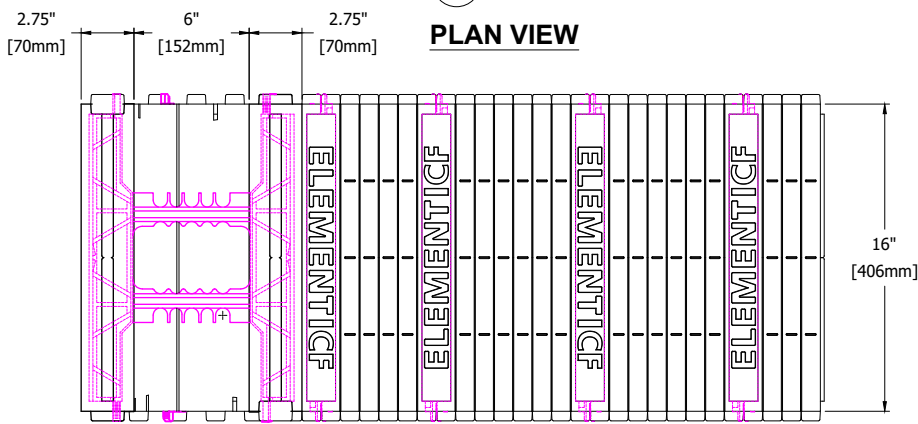 2.75" 6" 2.75"
[70mm] [152mm] [70mm]
PLAN VIEW
ELEMENTICF ELEMENTICF ELEMENTICF ELEMENTICF
16"
[406mm]